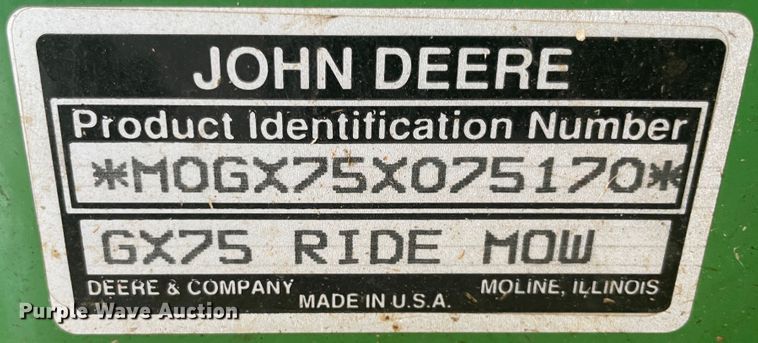 JOHN DEERE
Product Identification Number
*MOGX75X075170*
GX75 RIDE MOW
DEERE & COMPANY MOLINE, ILLINOIS
MADE IN U.S.A.
Purple Wave Auction